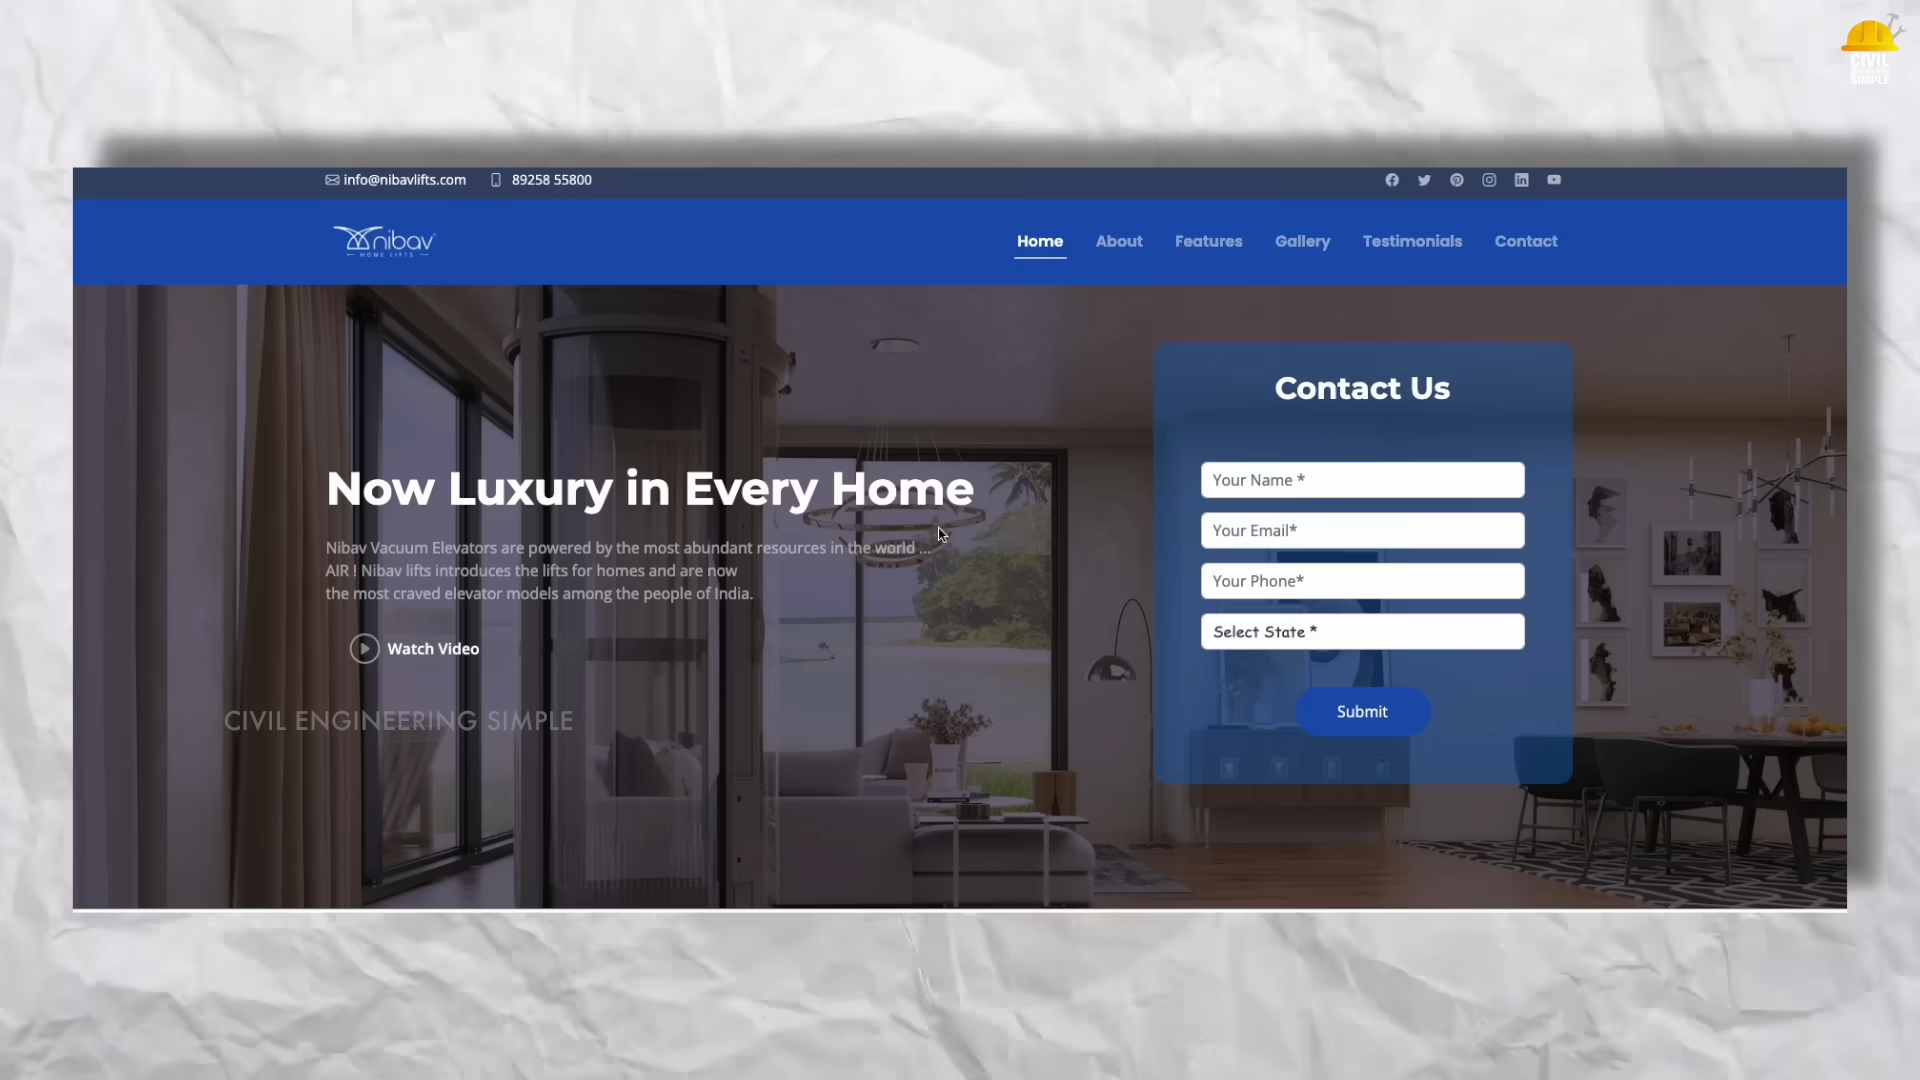 CIVIL
SIMPLE
info@nibavlifts.com
89258 55800
nibav
HOME LIFTS
Home
About
Features
Gallery
Testimonials
Contact
Now Luxury in Every Home
Nibav Vacuum Elevators are powered by the most abundant resources in the world ...
AIR ! Nibav lifts introduces the lifts for homes and are now
the most craved elevator models among the people of India.
Watch Video
CIVIL ENGINEERING SIMPLE
Contact Us
Your Name *
Your Email*
Your Phone*
Select State *
Submit